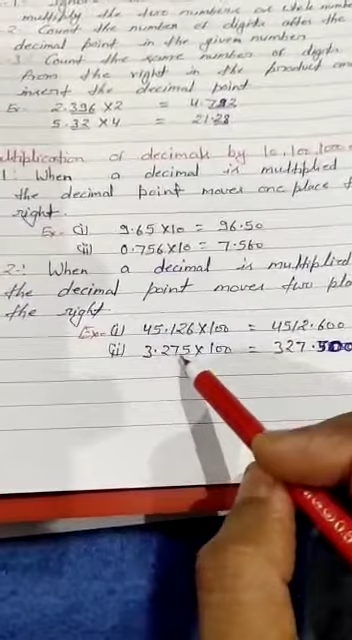 multiply the two numbers as whole number
2. Count the number of digits after the
decimal point in the given number
3. Count the same number of digits
from the right in the product and
insert the decimal point
Ex- 2.396 × 2 = 4.792
5.32 × 4 = 21.28
Multiplication of decimals by 10, 100, 1000
1: When a decimal is multiplied
the decimal point moves one place to
right.
Ex- (i) 9.65 × 10 = 96.50
(ii) 0.756 × 10 = 7.560
2: When a decimal is multiplied
the decimal point moves two pla
the right
Ex- (i) 45.126 × 100 = 4512.600
(ii) 3.275 × 100 = 327.500